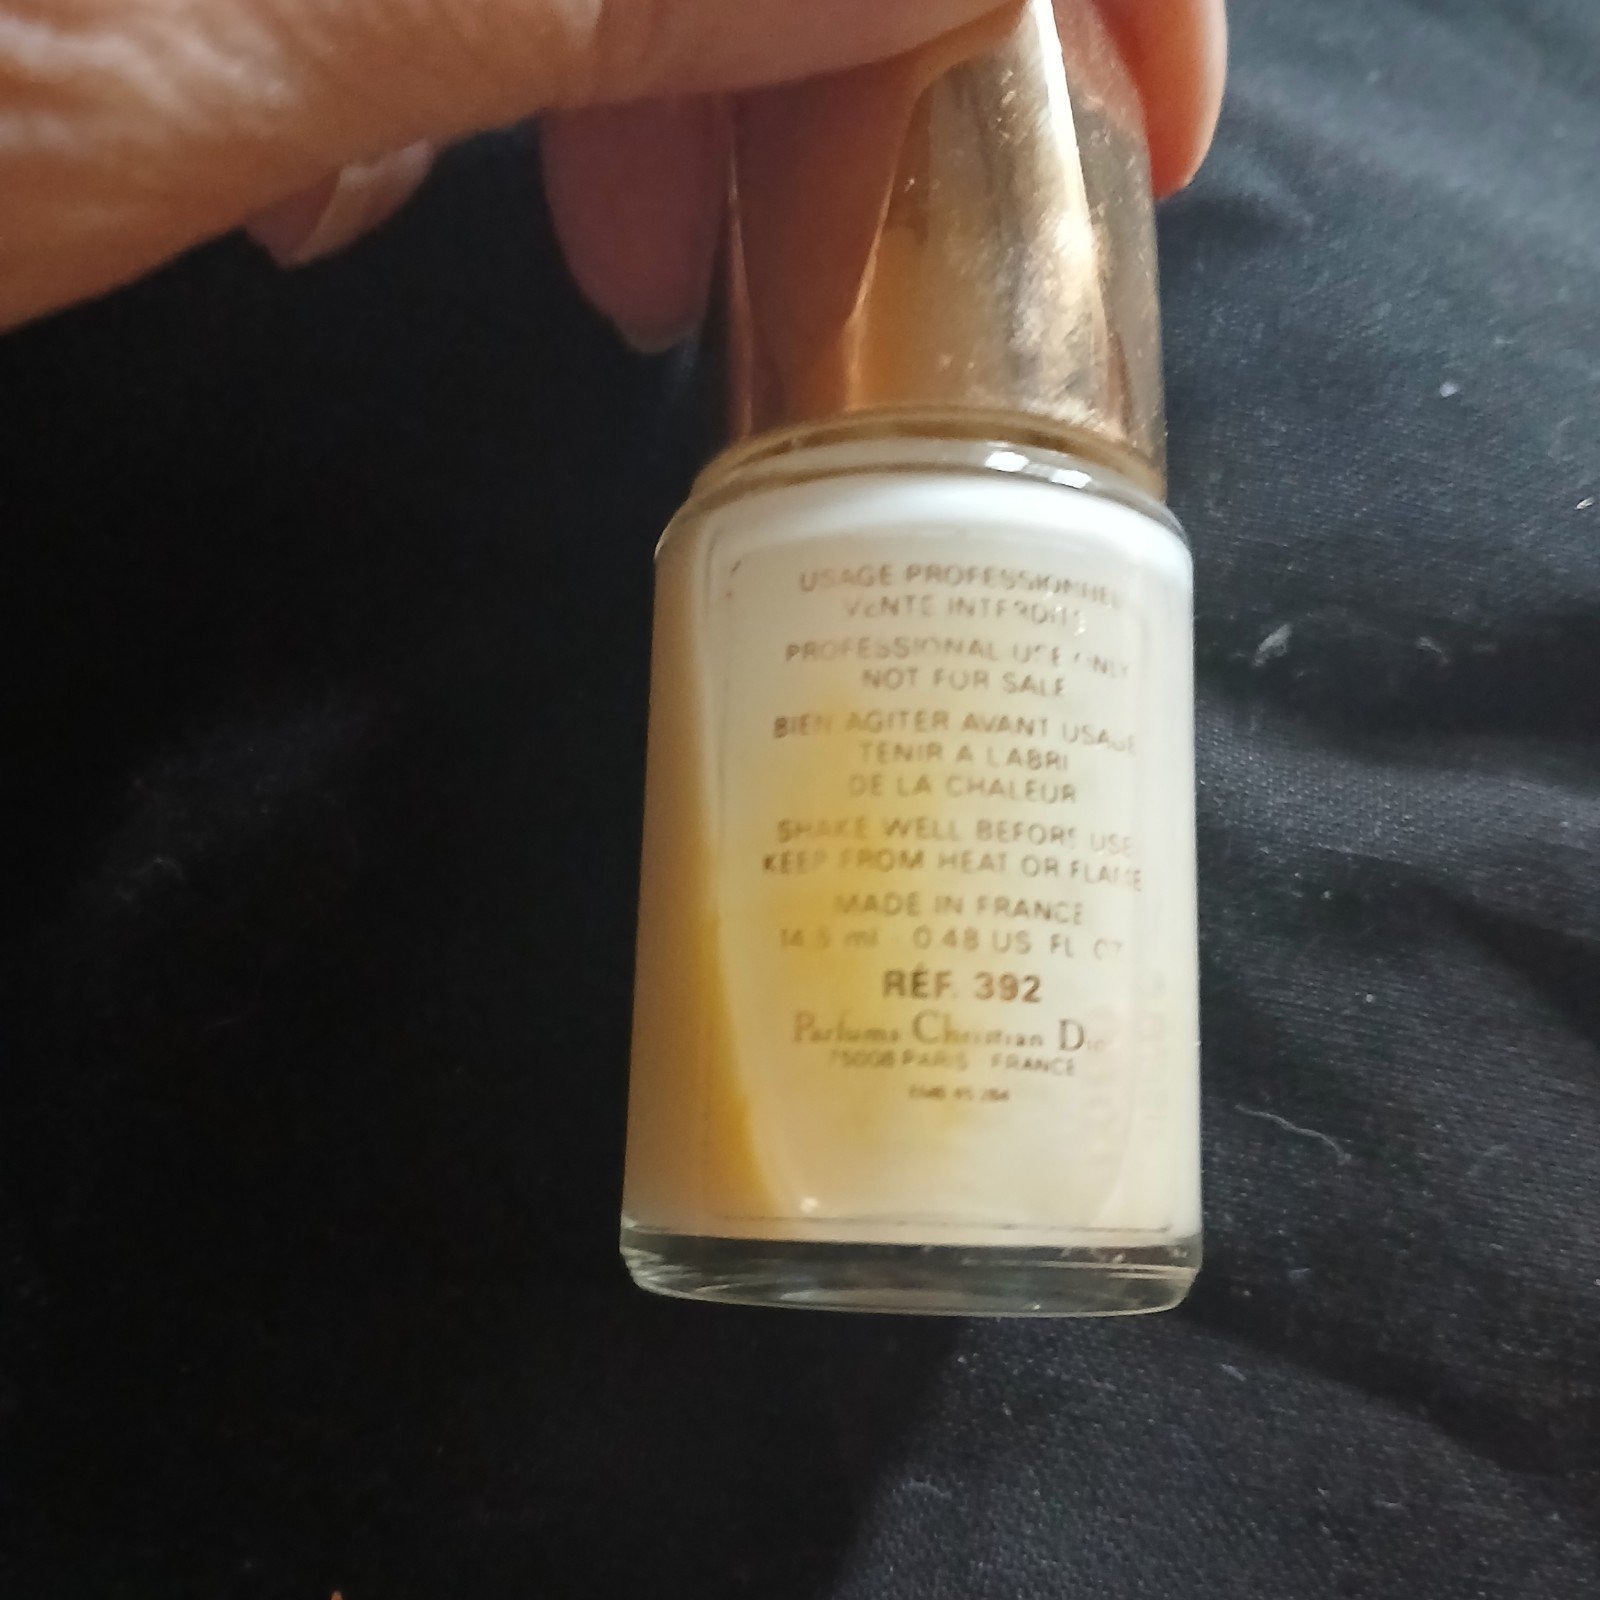 USAGE PROFESSIONNEL
VENTE INTERDITE
PROFESSIONAL USE ONLY
NOT FOR SALE
BIEN AGITER AVANT USAGE
TENIR A L'ABRI
DE LA CHALEUR
SHAKE WELL BEFORE USE
KEEP FROM HEAT OR FLAME
MADE IN FRANCE
14.5 ml 0.48 US FL OZ
RÉF. 392
Parfums Christian Dior
75008 PARIS FRANCE